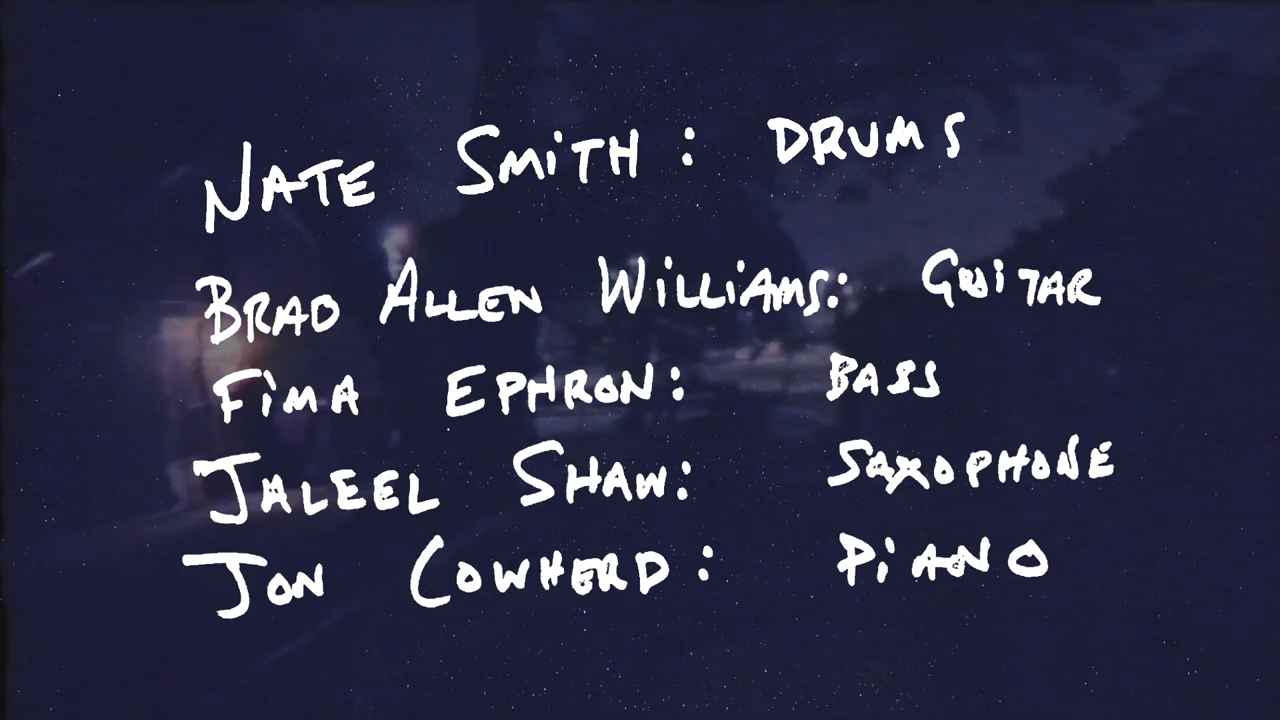 NATE SMiTH : DRUMS
BRAD ALLEN WiLLiAMS: GUiTAR
FiMA EPHRON: BASS
JALEEL SHAW: SAXOPHONE
JON COWHERD: PiANO